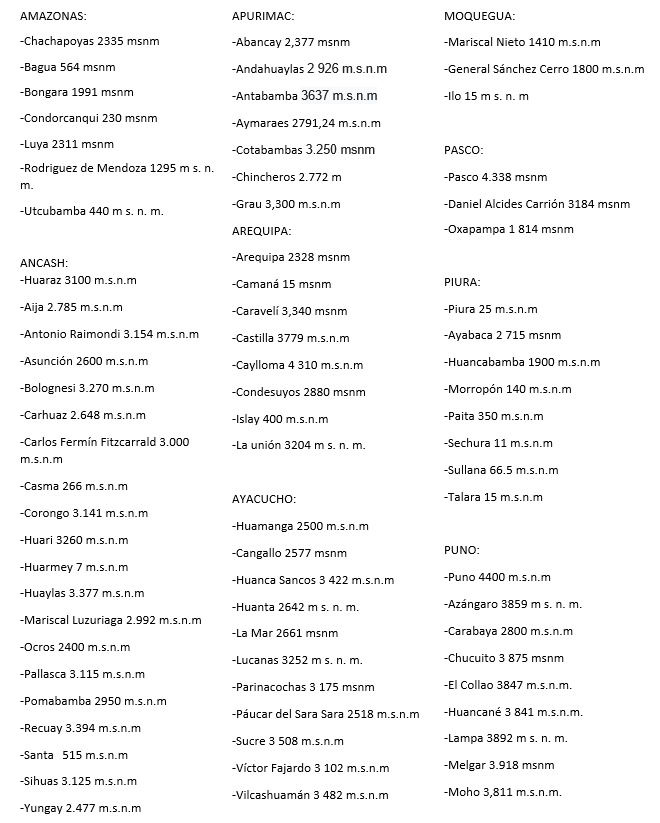 AMAZONAS:
-Chachapoyas 2335 msnm
-Bagua 564 msnm
-Bongara 1991 msnm
-Condorcanqui 230 msnm
-Luya 2311 msnm
-Rodriguez de Mendoza 1295 m s. n.
m.
-Utcubamba 440 m s. n. m.
ANCASH:
-Huaraz 3100 m.s.n.m
-Aija 2.785 m.s.n.m
-Antonio Raimondi 3.154 m.s.n.m
-Asunción 2600 m.s.n.m
-Bolognesi 3.270 m.s.n.m
-Carhuaz 2.648 m.s.n.m
-Carlos Fermín Fitzcarrald 3.000
m.s.n.m
-Casma 266 m.s.n.m
-Corongo 3.141 m.s.n.m
-Huari 3260 m.s.n.m
-Huarmey 7 m.s.n.m
-Huaylas 3.377 m.s.n.m
-Mariscal Luzuriaga 2.992 m.s.n.m
-Ocros 2400 m.s.n.m
-Pallasca 3.115 m.s.n.m
-Pomabamba 2950 m.s.n.m
-Recuay 3.394 m.s.n.m
-Santa 515 m.s.n.m
-Sihuas 3.125 m.s.n.m
-Yungay 2.477 m.s.n.m
APURIMAC:
-Abancay 2,377 msnm
-Andahuaylas 2 926 m.s.n.m
-Antabamba 3637 m.s.n.m
-Aymaraes 2791,24 m.s.n.m
-Cotabambas 3.250 msnm
-Chincheros 2.772 m
-Grau 3,300 m.s.n.m
AREQUIPA:
-Arequipa 2328 msnm
-Camaná 15 msnm
-Caravelí 3,340 msnm
-Castilla 3779 m.s.n.m
-Caylloma 4 310 m.s.n.m
-Condesuyos 2880 msnm
-Islay 400 m.s.n.m
-La unión 3204 m s. n. m.
AYACUCHO:
-Huamanga 2500 m.s.n.m
-Cangallo 2577 msnm
-Huanca Sancos 3 422 m.s.n.m
-Huanta 2642 m s. n. m.
-La Mar 2661 msnm
-Lucanas 3252 m s. n. m.
-Parinacochas 3 175 msnm
-Páucar del Sara Sara 2518 m.s.n.m
-Sucre 3 508 m.s.n.m
-Víctor Fajardo 3 102 m.s.n.m
-Vilcashuamán 3 482 m.s.n.m
MOQUEGUA:
-Mariscal Nieto 1410 m.s.n.m
-General Sánchez Cerro 1800 m.s.n.m
-Ilo 15 m s. n. m
PASCO:
-Pasco 4.338 msnm
-Daniel Alcides Carrión 3184 msnm
-Oxapampa 1 814 msnm
PIURA:
-Piura 25 m.s.n.m
-Ayabaca 2 715 msnm
-Huancabamba 1900 m.s.n.m
-Morropón 140 m.s.n.m
-Paita 350 m.s.n.m
-Sechura 11 m.s.n.m
-Sullana 66.5 m.s.n.m
-Talara 15 m.s.n.m
PUNO:
-Puno 4400 m.s.n.m
-Azángaro 3859 m s. n. m.
-Carabaya 2800 m.s.n.m
-Chucuito 3 875 msnm
-El Collao 3847 m.s.n.m.
-Huancané 3 841 m.s.n.m.
-Lampa 3892 m s. n. m.
-Melgar 3.918 msnm
-Moho 3,811 m.s.n.m.